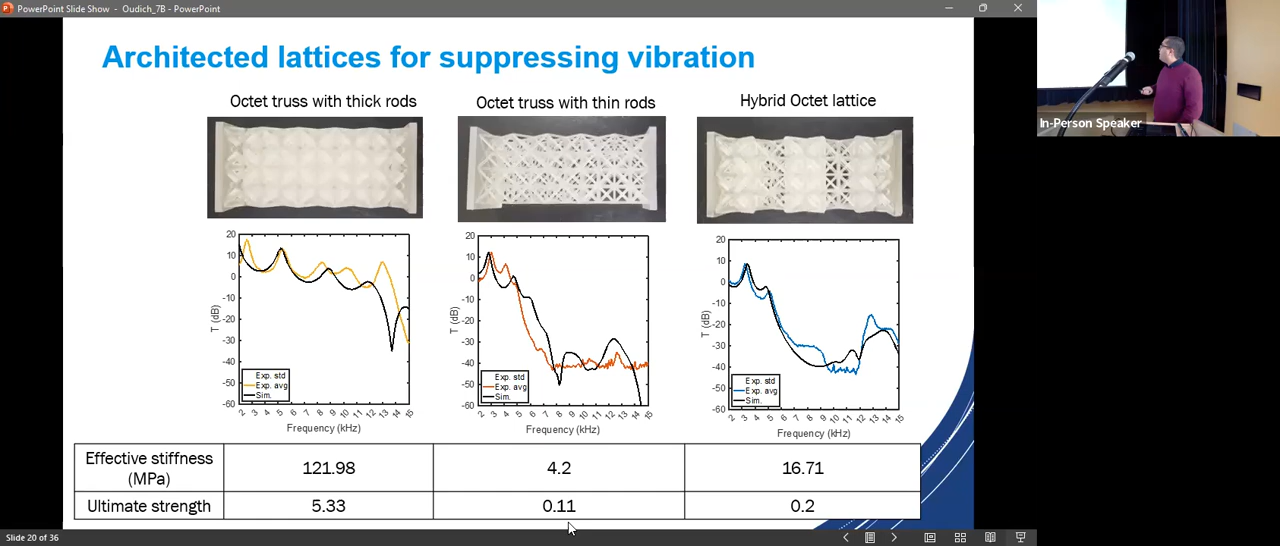 PowerPoint Slide Show - Oudich_7B - PowerPoint
Architected lattices for suppressing vibration
Octet truss with thick rods
Octet truss with thin rods
Hybrid Octet lattice
In-Person Speaker
20
10
0
-10
-20
-30
-40
-50
-60
T (dB)
Exp. std
Exp. avg
Sim.
2 3 4 5 6 7 8 9 10 11 12 13 14 15
Frequency (kHz)
20
10
0
-10
-20
-30
-40
-50
-60
T (dB)
Exp. std
Exp. avg
Sim.
2 3 4 5 6 7 8 9 10 11 12 13 14 15
Frequency (kHz)
20
10
0
-10
-20
-30
-40
-50
-60
T (dB)
Exp. std
Exp. avg
Sim.
2 3 4 5 6 7 8 9 10 11 12 13 14 15
Frequency (kHz)
Effective stiffness
(MPa)
121.98
4.2
16.71
Ultimate strength
5.33
0.11
0.2
Slide 20 of 36